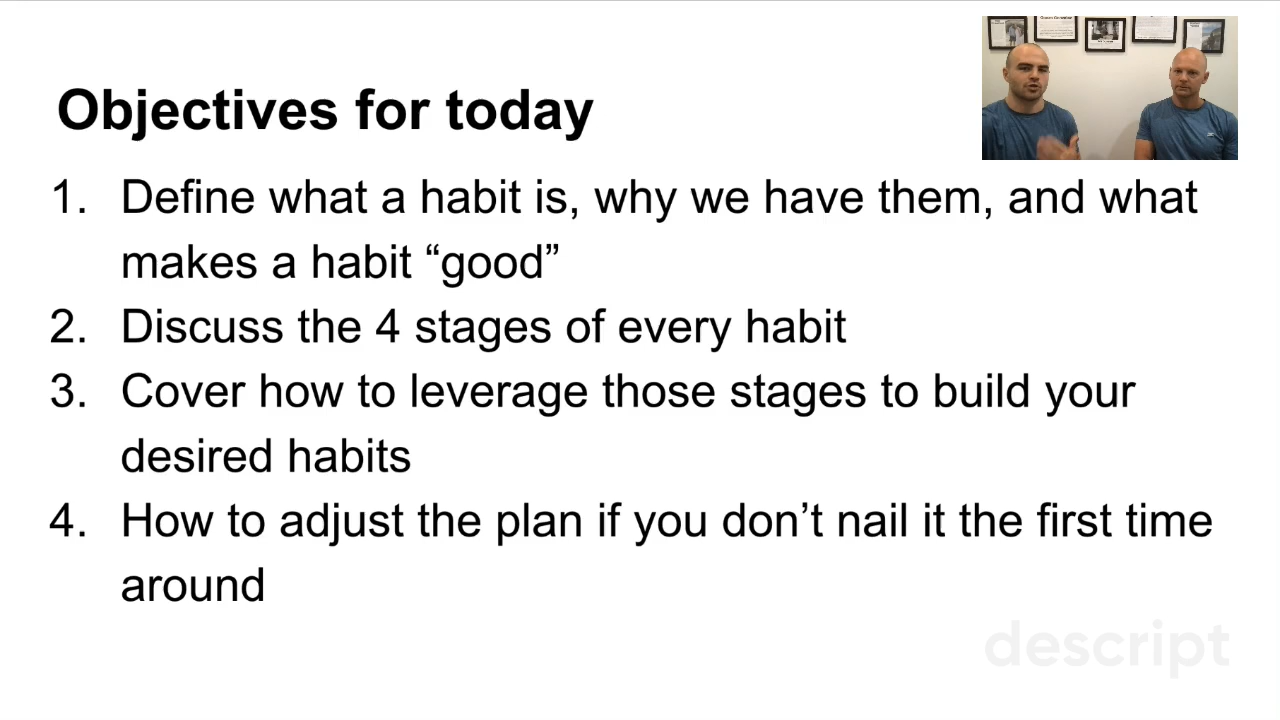 Objectives for today
1. Define what a habit is, why we have them, and what
makes a habit “good”
2. Discuss the 4 stages of every habit
3. Cover how to leverage those stages to build your
desired habits
4. How to adjust the plan if you don’t nail it the first time
around
descript